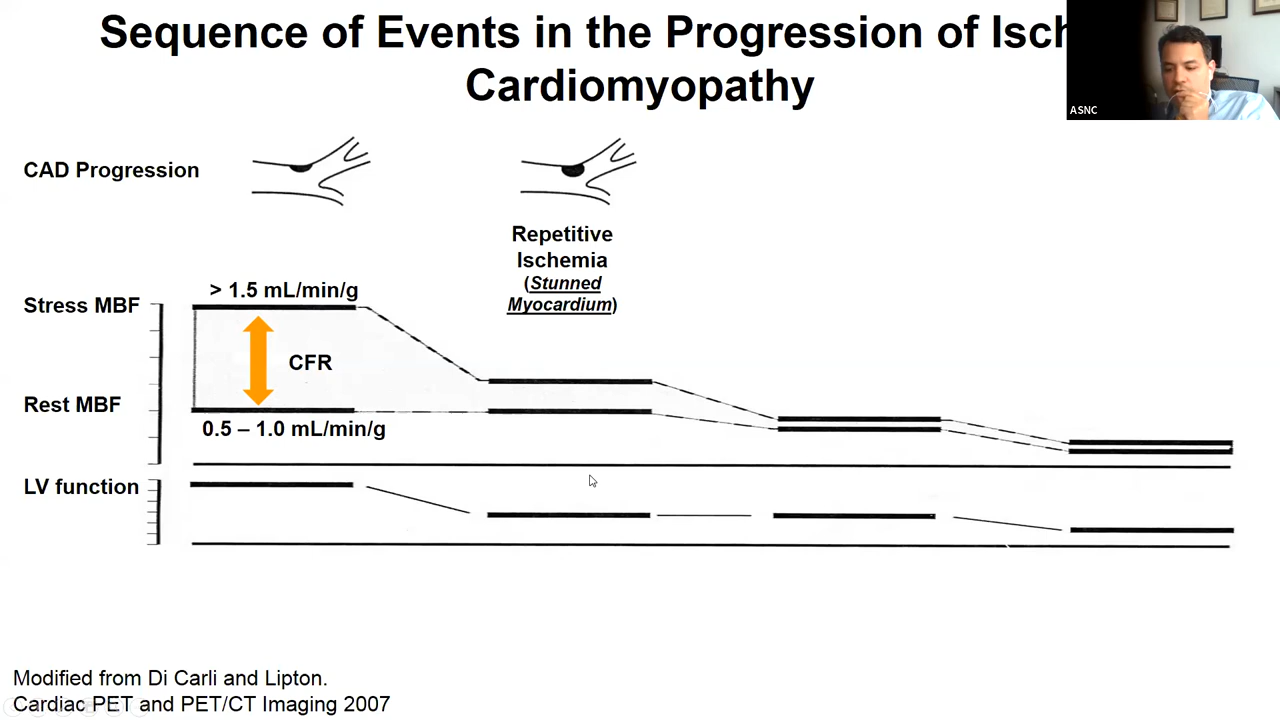 Sequence of Events in the Progression of Isch
Cardiomyopathy
ASNC
CAD Progression
Repetitive
Ischemia
(Stunned
Myocardium)
> 1.5 mL/min/g
Stress MBF
CFR
Rest MBF
0.5 – 1.0 mL/min/g
LV function
Modified from Di Carli and Lipton.
Cardiac PET and PET/CT Imaging 2007